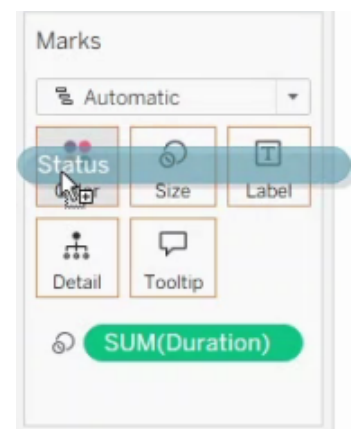 Marks
Automatic
Status
Size
Label
Detail
Tooltip
SUM(Duration)